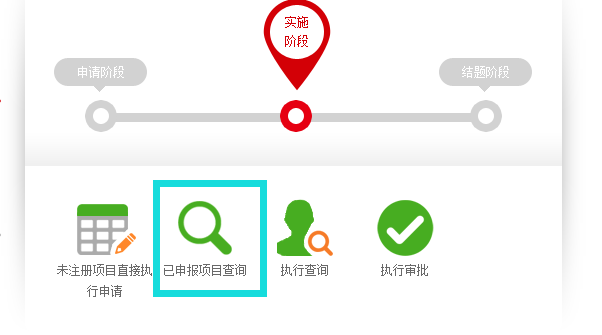 实施
阶段
申请阶段
结题阶段
未注册项目直接执
行申请
已申报项目查询
执行查询
执行审批